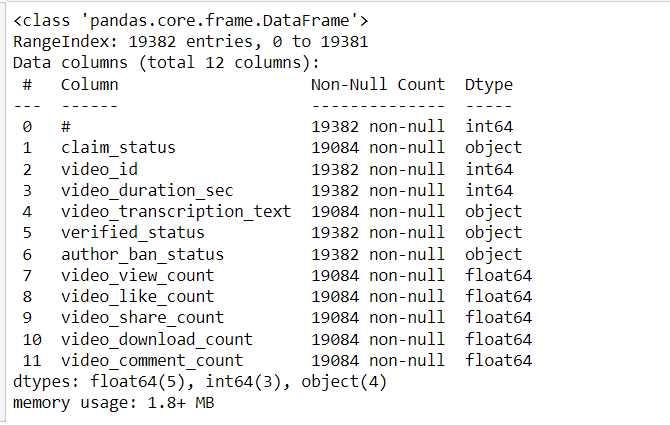 <class 'pandas.core.frame.DataFrame'>
RangeIndex: 19382 entries, 0 to 19381
Data columns (total 12 columns):
 #   Column                    Non-Null Count  Dtype  
---  ------                    --------------  -----  
 0   #                         19382 non-null  int64  
 1   claim_status              19084 non-null  object 
 2   video_id                  19382 non-null  int64  
 3   video_duration_sec        19382 non-null  int64  
 4   video_transcription_text  19084 non-null  object 
 5   verified_status           19382 non-null  object 
 6   author_ban_status         19382 non-null  object 
 7   video_view_count          19084 non-null  float64
 8   video_like_count          19084 non-null  float64
 9   video_share_count         19084 non-null  float64
 10  video_download_count      19084 non-null  float64
 11  video_comment_count       19084 non-null  float64
dtypes: float64(5), int64(3), object(4)
memory usage: 1.8+ MB